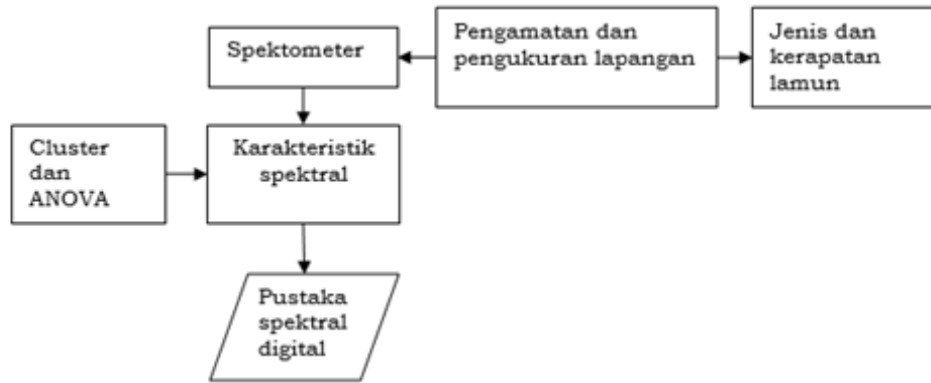 Spektometer
Pengamatan dan
pengukuran lapangan
Jenis dan
kerapatan
lamun
Cluster
dan
ANOVA
Karakteristik
spektral
Pustaka
spektral
digital